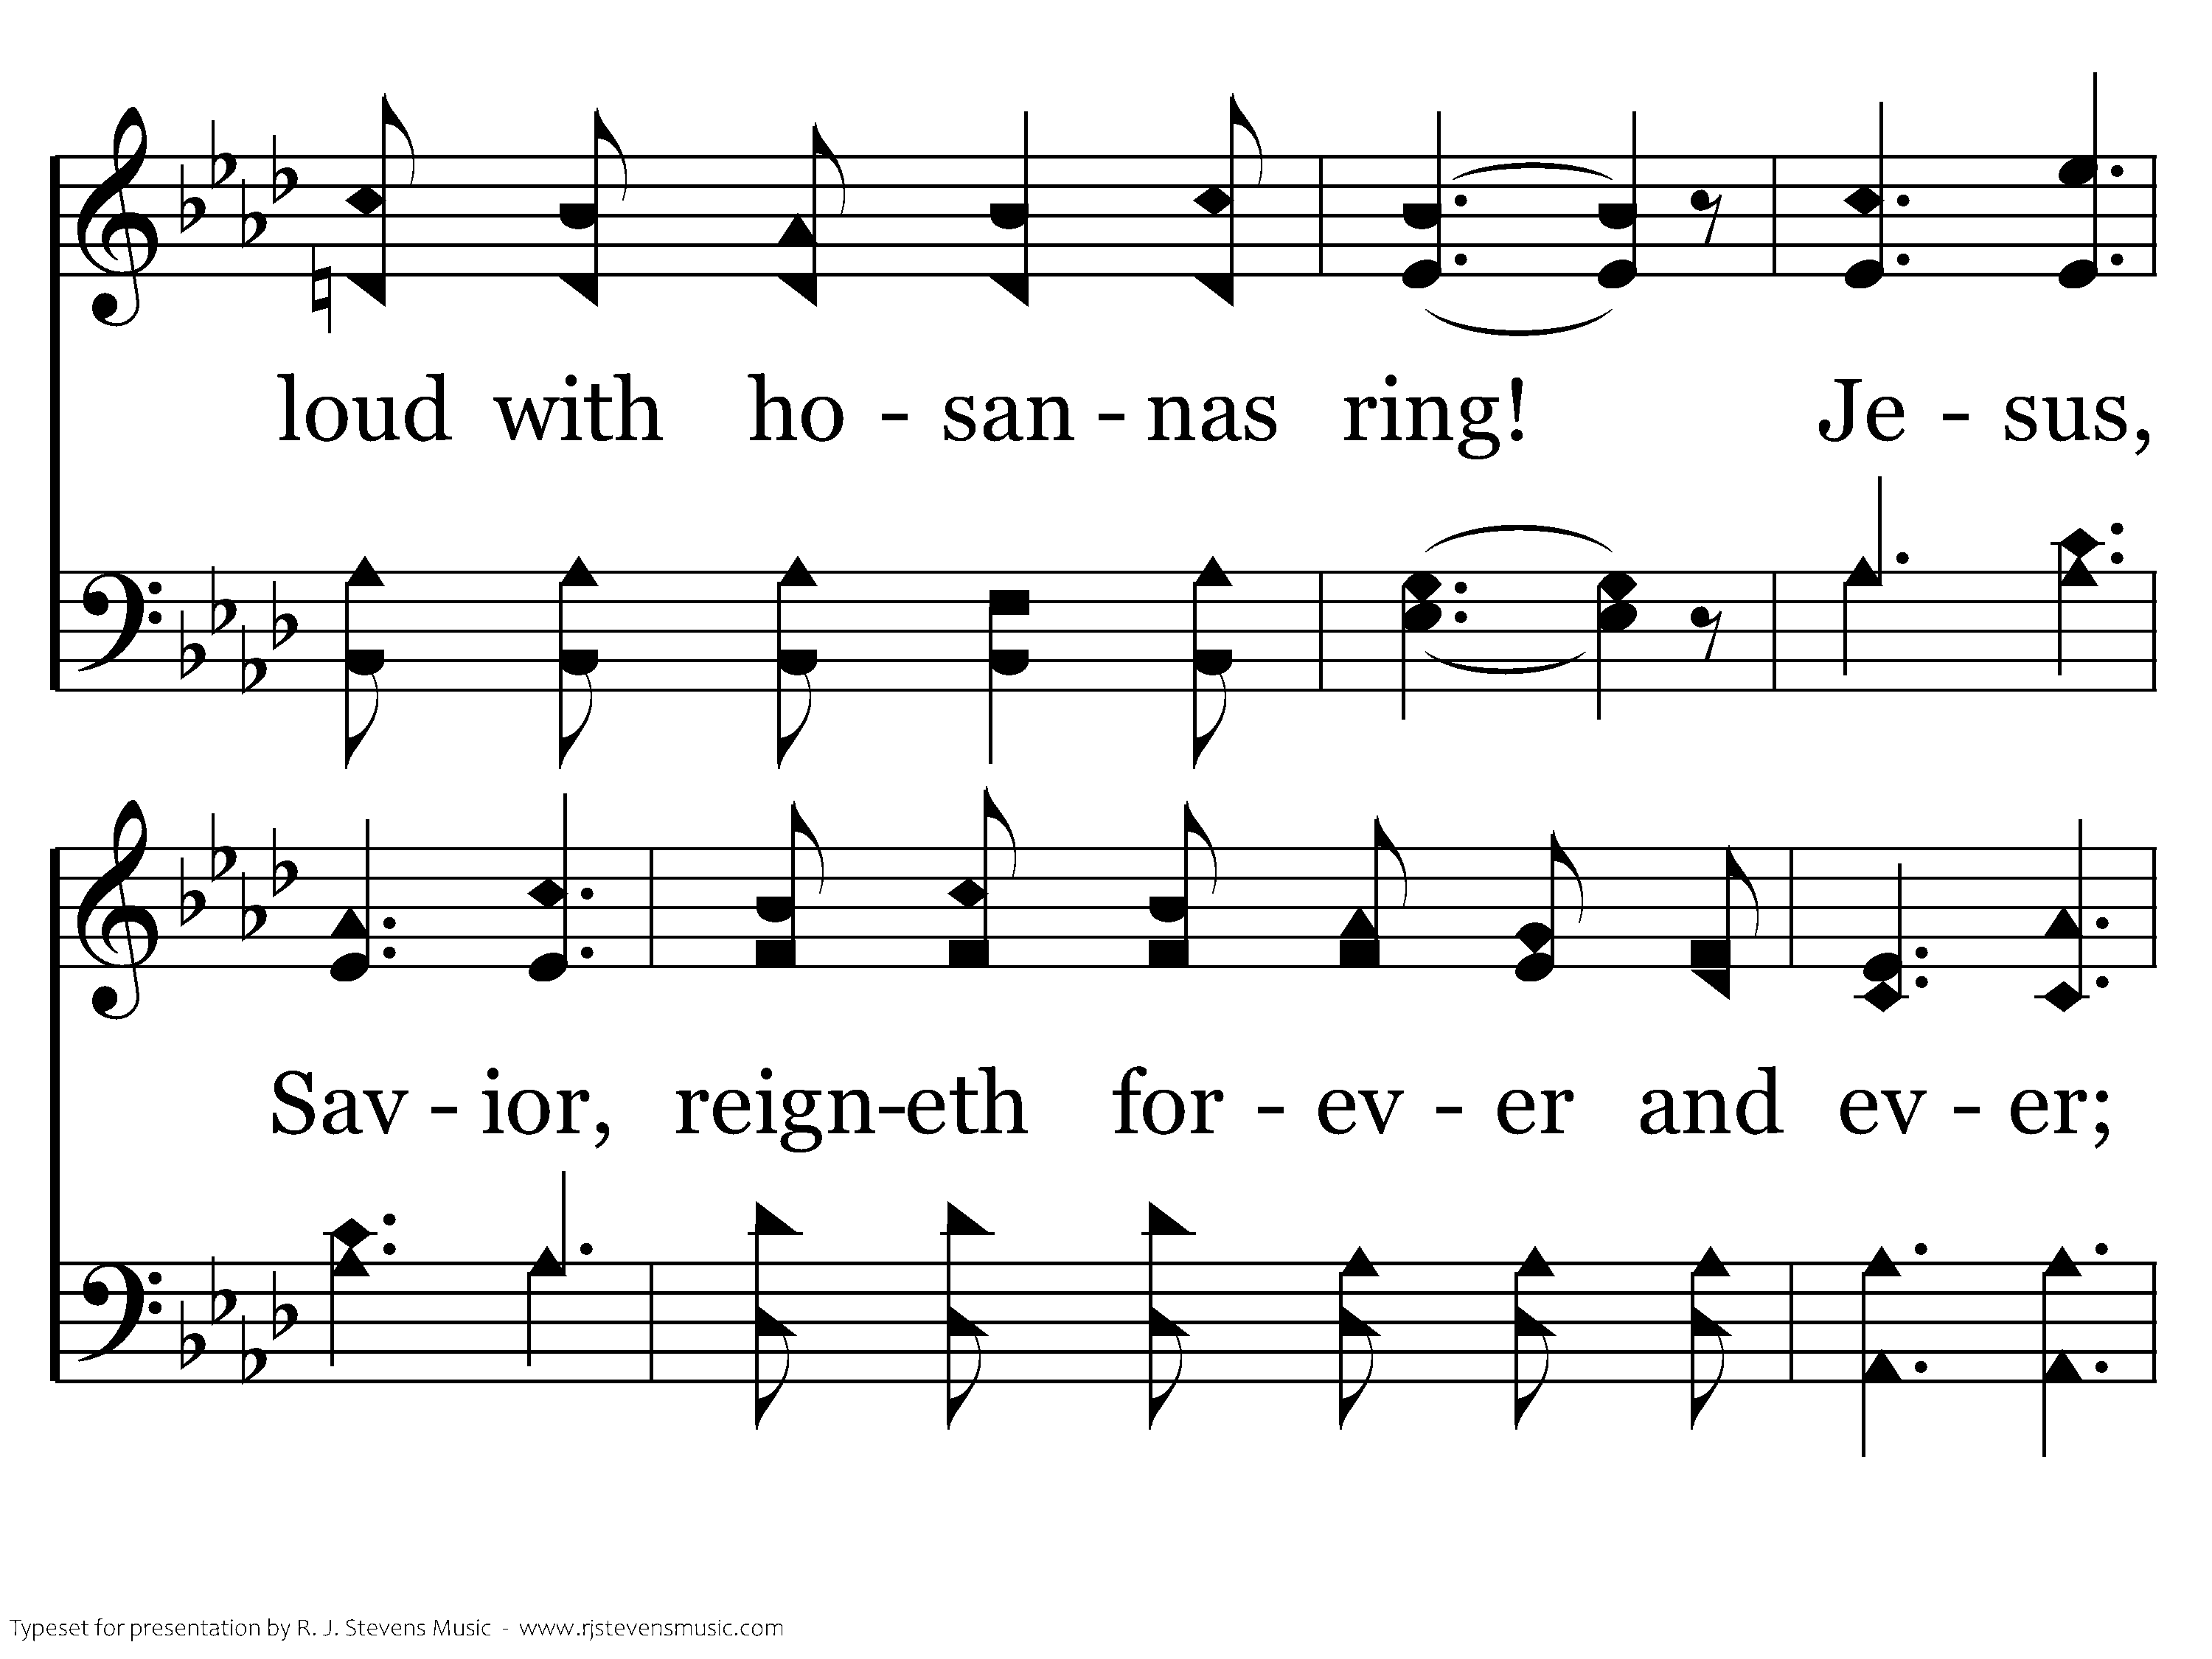 loud with ho - san - nas ring! Je - sus,
Sav - ior, reign-eth for - ev - er and ev - er;
Typeset for presentation by R. J. Stevens Music - www.rjstevensmusic.com